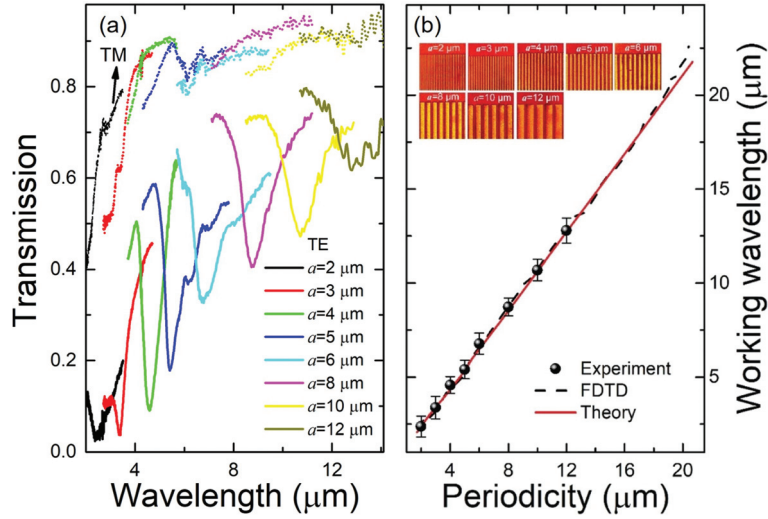 (a)
TM
TE
a=2 μm
a=3 μm
a=4 μm
a=5 μm
a=6 μm
a=8 μm
a=10 μm
a=12 μm
0.0
0.2
0.4
0.6
0.8
Transmission
4
8
12
Wavelength (μm)
(b)
a=2 μm a=3 μm a=4 μm a=5 μm a=6 μm
a=8 μm a=10 μm a=12 μm
Experiment
FDTD
Theory
4 8 12 16 20
Periodicity (μm)
20
15
10
5
Working wavelength (μm)